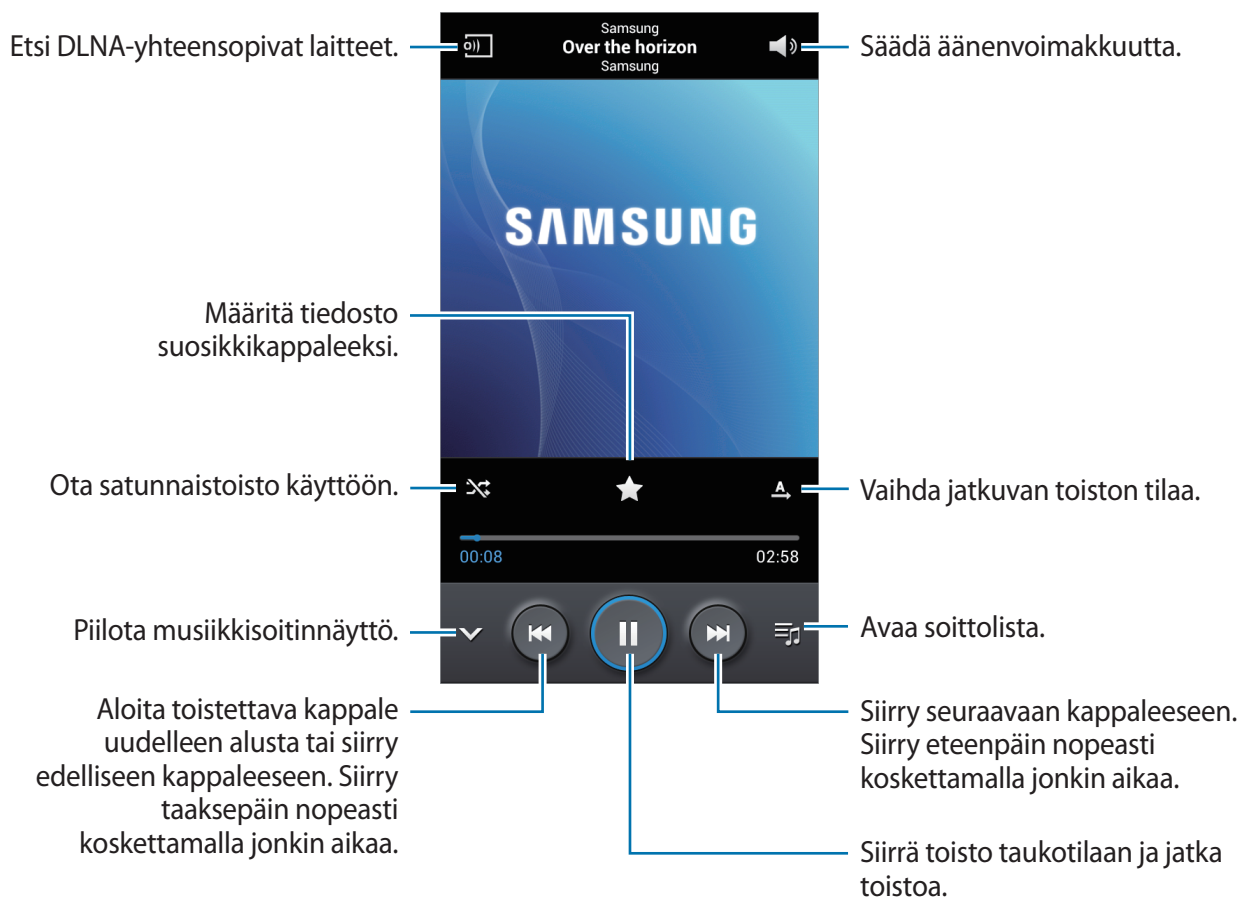 Samsung
Etsi DLNA-yhteensopivat laitteet.
Over the horizon
Säädä äänenvoimakkuutta.
Samsung
SAMSUNG
Määritä tiedosto
suosikkikappaleeksi.
Ota satunnaistoisto käyttöön.
A
Vaihda jatkuvan toiston tilaa.
00:08
02:58
Piilota musiikkisoitinnäyttö.
Avaa soittolista.
Aloita toistettava kappale
uudelleen alusta tai siirry
edelliseen kappaleeseen. Siirry
taaksepäin nopeasti
koskettamalla jonkin aikaa.
Siirry seuraavaan kappaleeseen.
Siirry eteenpäin nopeasti
koskettamalla jonkin aikaa.
Siirrä toisto taukotilaan ja jatka
toistoa.